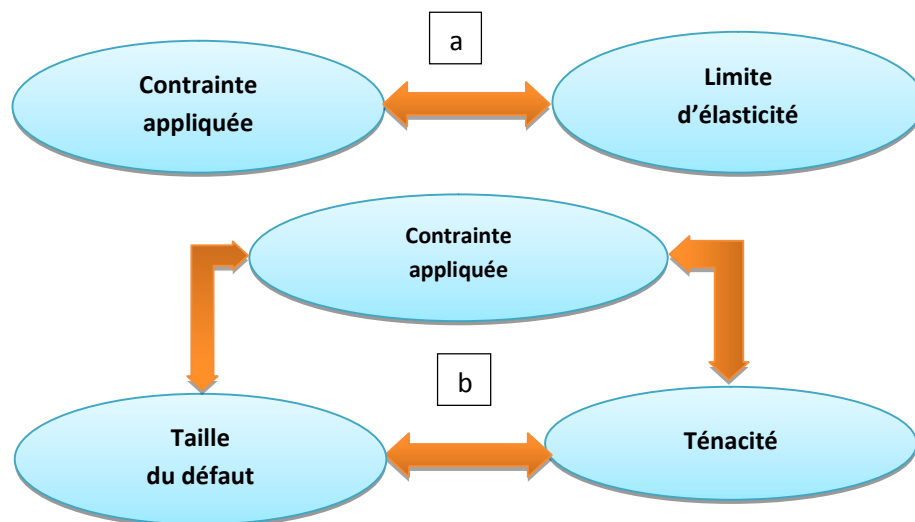 a
Contrainte
appliquée
Limite
d’élasticité
Contrainte
appliquée
b
Taille
du défaut
Ténacité